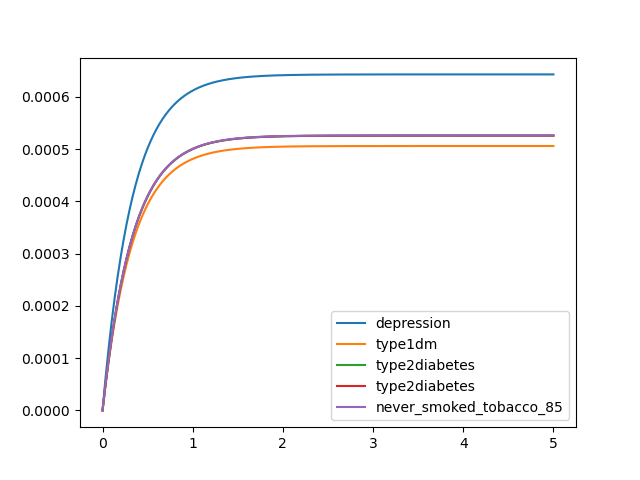 0.0006
0.0005
0.0004
0.0003
0.0002
0.0001
0.0000
depression
type1dm
type2diabetes
type2diabetes
never_smoked_tobacco_85
0 1 2 3 4 5